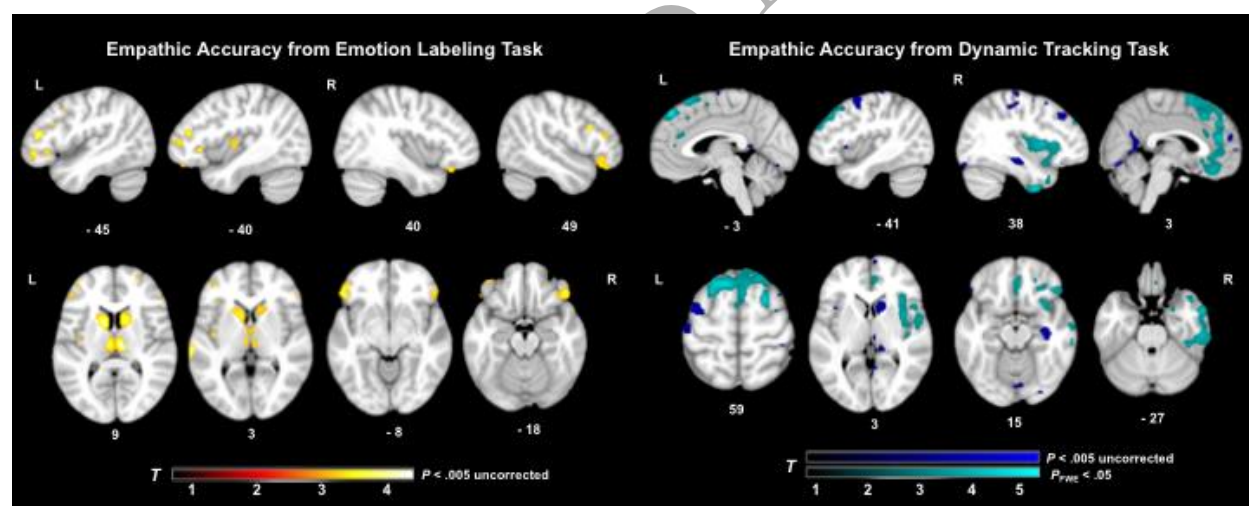 Empathic Accuracy from Emotion Labeling Task
L R
- 45 - 40 40 49
L R
9 3 - 8 - 18
T P < .005 uncorrected
1 2 3 4
Empathic Accuracy from Dynamic Tracking Task
L R
- 3 - 41 38 3
L R
59 3 15 - 27
T P < .005 uncorrected
PFWE < .05
1 2 3 4 5